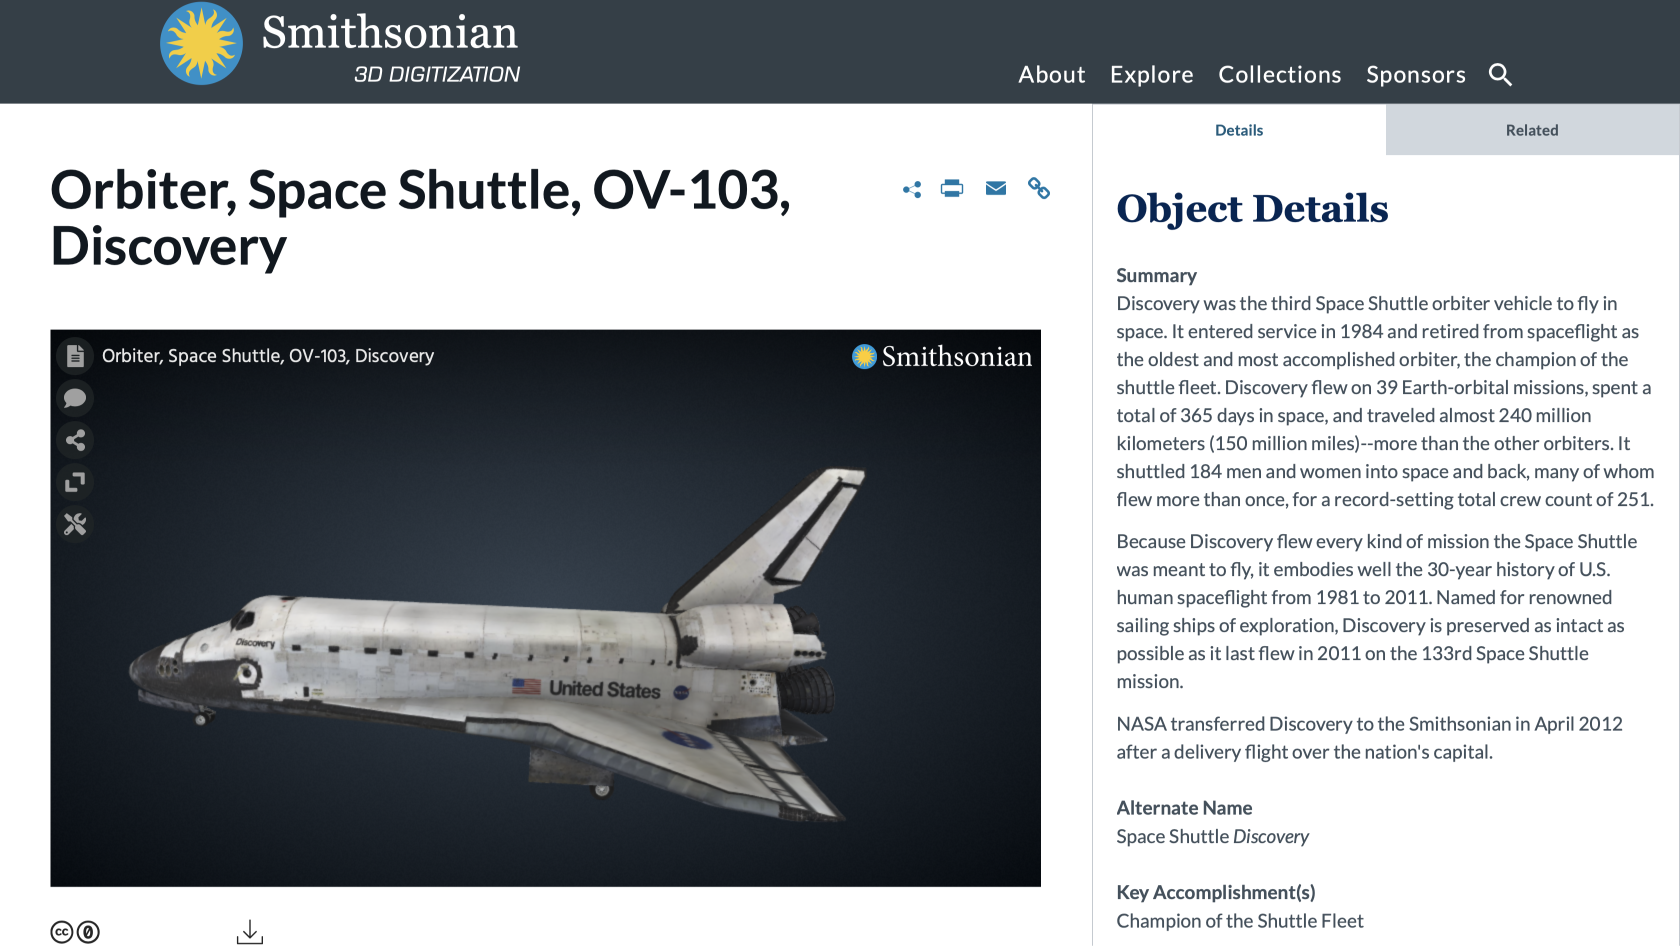 Smithsonian
3D DIGITIZATION
About Explore Collections Sponsors
Orbiter, Space Shuttle, OV-103,
Discovery
Orbiter, Space Shuttle, OV-103, Discovery
Smithsonian
Discovery
United States
NASA
NASA
cc 0
Details
Related
Object Details
Summary
Discovery was the third Space Shuttle orbiter vehicle to fly in
space. It entered service in 1984 and retired from spaceflight as
the oldest and most accomplished orbiter, the champion of the
shuttle fleet. Discovery flew on 39 Earth-orbital missions, spent a
total of 365 days in space, and traveled almost 240 million
kilometers (150 million miles)--more than the other orbiters. It
shuttled 184 men and women into space and back, many of whom
flew more than once, for a record-setting total crew count of 251.
Because Discovery flew every kind of mission the Space Shuttle
was meant to fly, it embodies well the 30-year history of U.S.
human spaceflight from 1981 to 2011. Named for renowned
sailing ships of exploration, Discovery is preserved as intact as
possible as it last flew in 2011 on the 133rd Space Shuttle
mission.
NASA transferred Discovery to the Smithsonian in April 2012
after a delivery flight over the nation's capital.
Alternate Name
Space Shuttle Discovery
Key Accomplishment(s)
Champion of the Shuttle Fleet